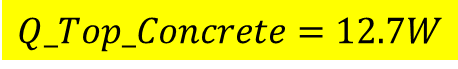 Q_Top_Concrete = 12.7W